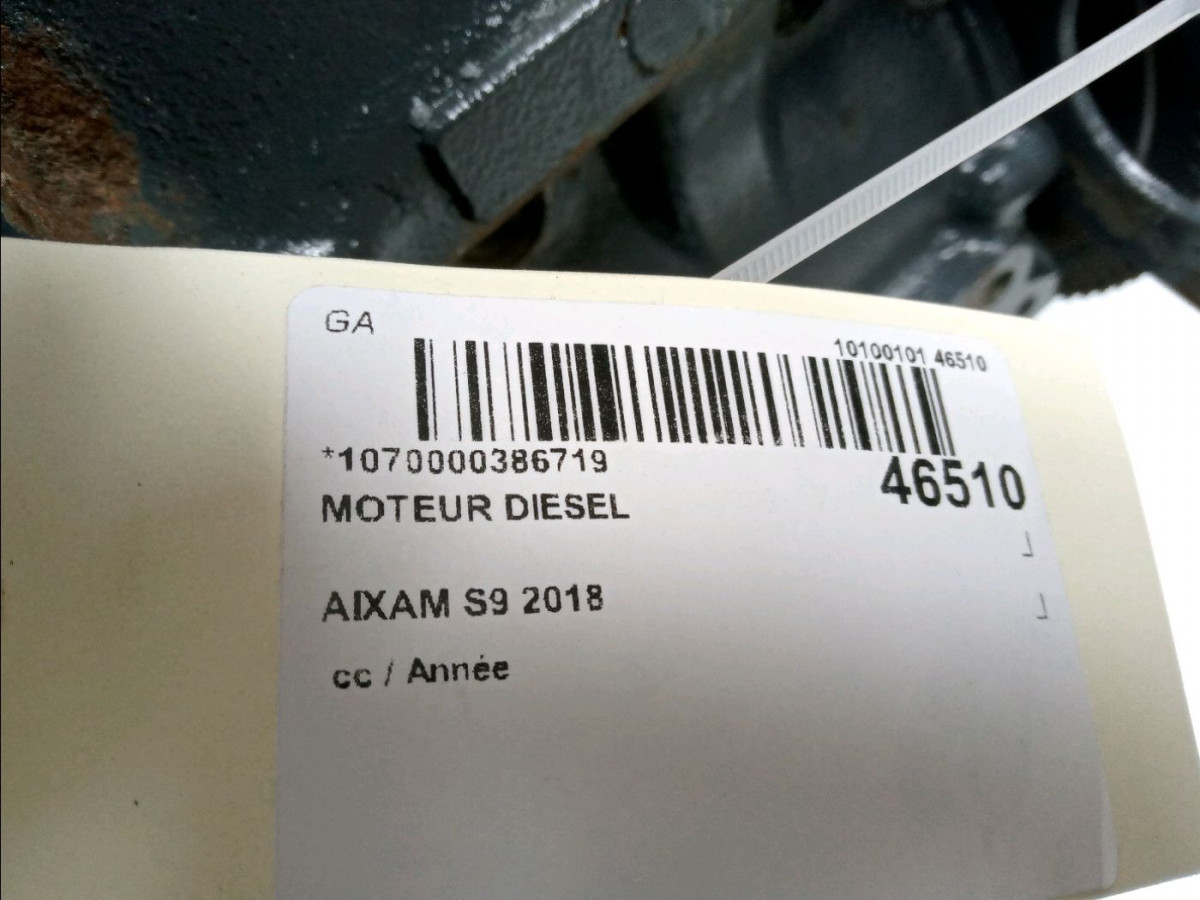 GA
10100101 46510
*1070000386719
46510
MOTEUR DIESEL
AIXAM S9 2018
cc / Année